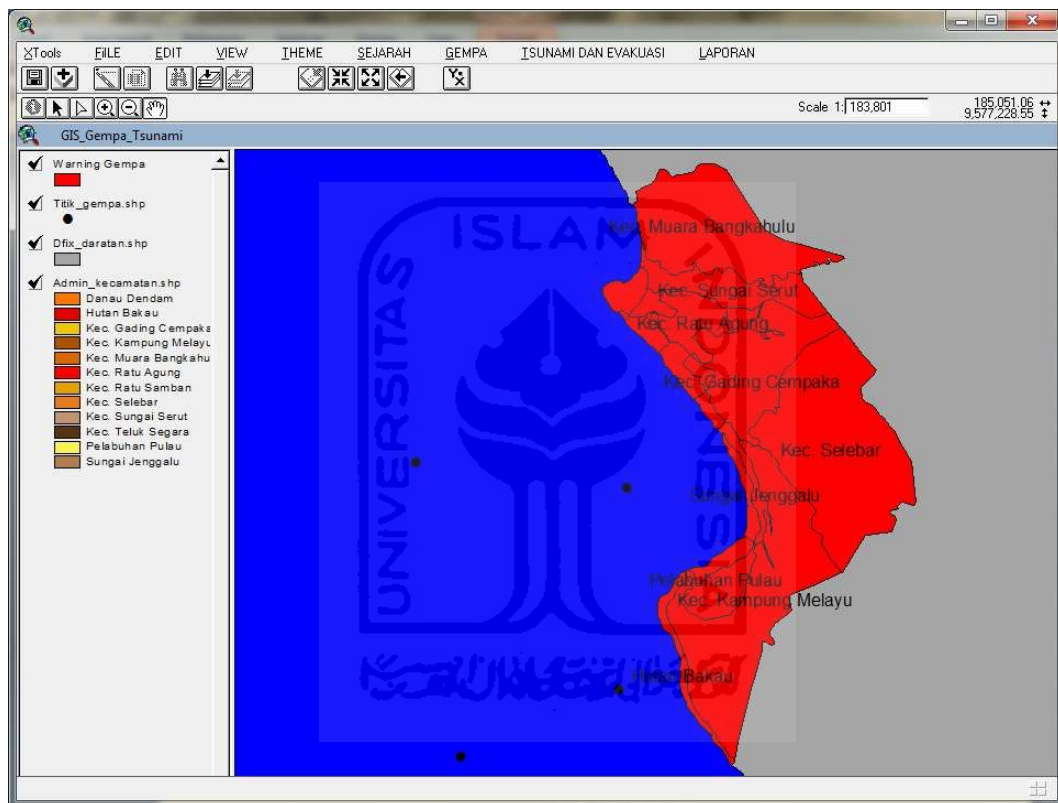 XTools FiLE EDIT VIEW THEME SEJARAH GEMPA TSUNAMI DAN EVAKUASI LAPORAN
Scale 1: 183,801
185,051.06
9,577,228.55
GIS_Gempa_Tsunami
Warning Gempa
Titik_gempa.shp
Dfix_daratan.shp
Admin_kecamatan.shp
Danau Dendam
Hutan Bakau
Kec. Gading Cempaka
Kec. Kampung Melayu
Kec. Muara Bangkahu
Kec. Ratu Agung
Kec. Ratu Samban
Kec. Selebar
Kec. Sungai Serut
Kec. Teluk Segara
Pelabuhan Pulau
Sungai Jenggalu
Kec. Muara Bangkahulu
Kec. Sungai Serut
Kec. Ratu Agung
Kec. Gading Cempaka
Kec. Selebar
Sungai Jenggalu
Pelabuhan Pulau
Kec. Kampung Melayu
Hutan Bakau
ISLAM
UNIVERSITAS
INDONESIA